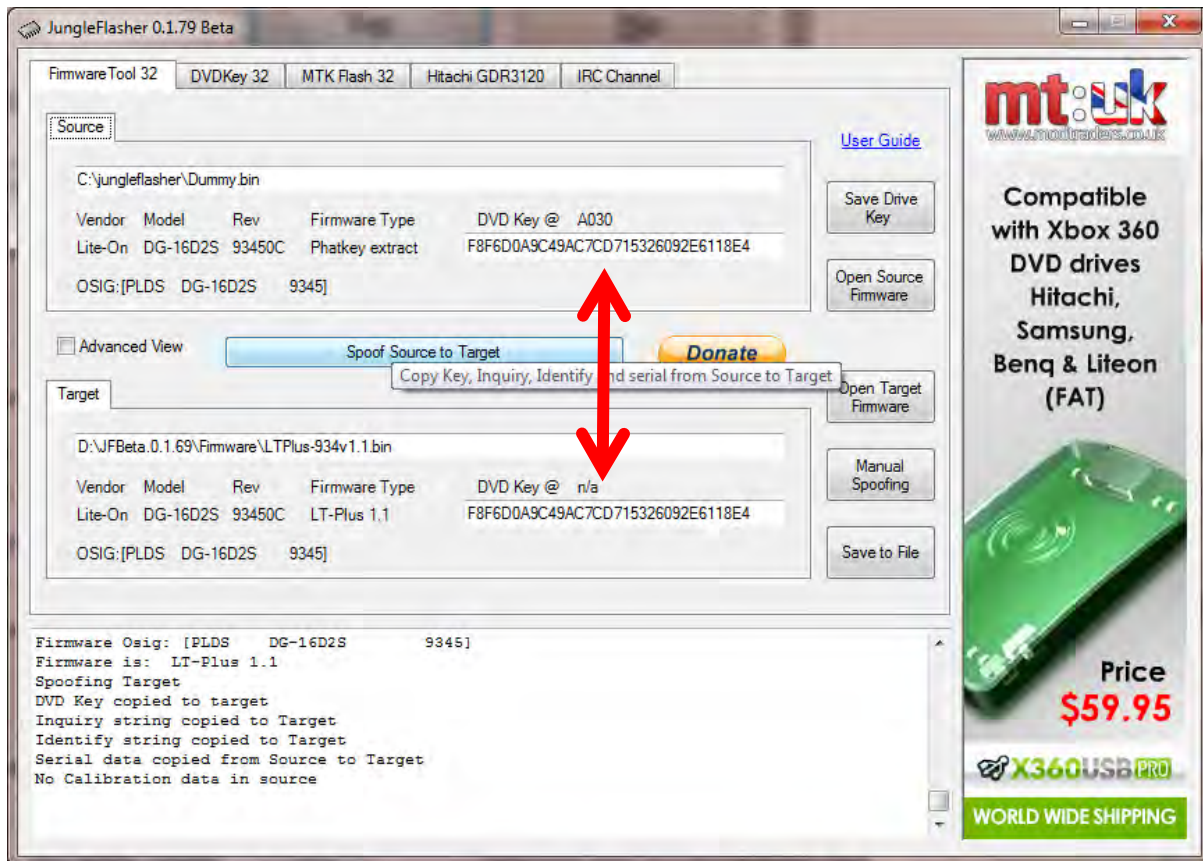 JungleFlasher 0.1.79 Beta
FirmwareTool 32 DVDKey 32 MTK Flash 32 Hitachi GDR3120 IRC Channel
Source
User Guide
C:\jungleflasher\Dummy.bin
Vendor Model Rev Firmware Type DVD Key @ A030
Lite-On DG-16D2S 93450C Phatkey extract F8F6D0A9C49AC7CD715326092E6118E4
OSIG:[PLDS DG-16D2S 9345]
Save Drive
Key
Open Source
Firmware
Advanced View Spoof Source to Target Donate
Copy Key, Inquiry, Identify and serial from Source to Target
Target
Open Target
Firmware
D:\JFBeta.0.1.69\Firmware\LTPlus-934v1.1.bin
Vendor Model Rev Firmware Type DVD Key @ n/a
Lite-On DG-16D2S 93450C LT-Plus 1.1 F8F6D0A9C49AC7CD715326092E6118E4
OSIG:[PLDS DG-16D2S 9345]
Manual
Spoofing
Save to File
Firmware Osig: [PLDS DG-16D2S 9345]
Firmware is: LT-Plus 1.1
Spoofing Target
DVD Key copied to target
Inquiry string copied to Target
Identify string copied to Target
Serial data copied from Source to Target
No Calibration data in source
mt:uk
www.modtraders.co.uk
Compatible
with Xbox 360
DVD drives
Hitachi,
Samsung,
Benq & Liteon
(FAT)
Price
$59.95
X360USB PRO
WORLD WIDE SHIPPING